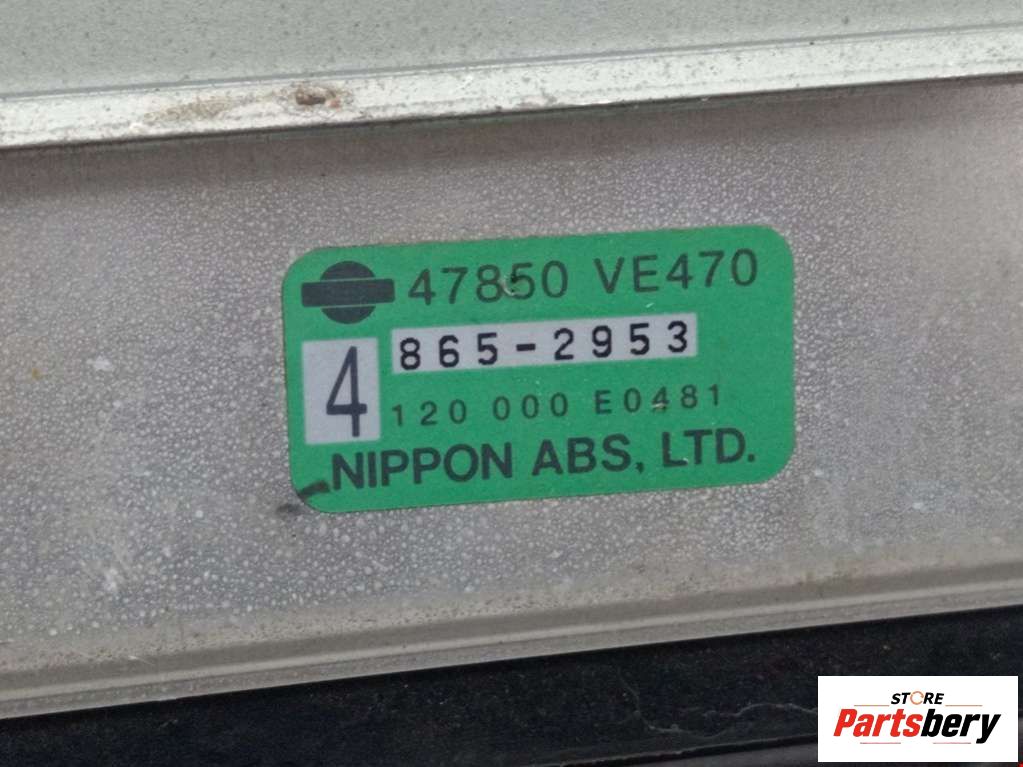 47850 VE470
865-2953
4
120 000 E0481
NIPPON ABS, LTD.
STORE
Partsbery